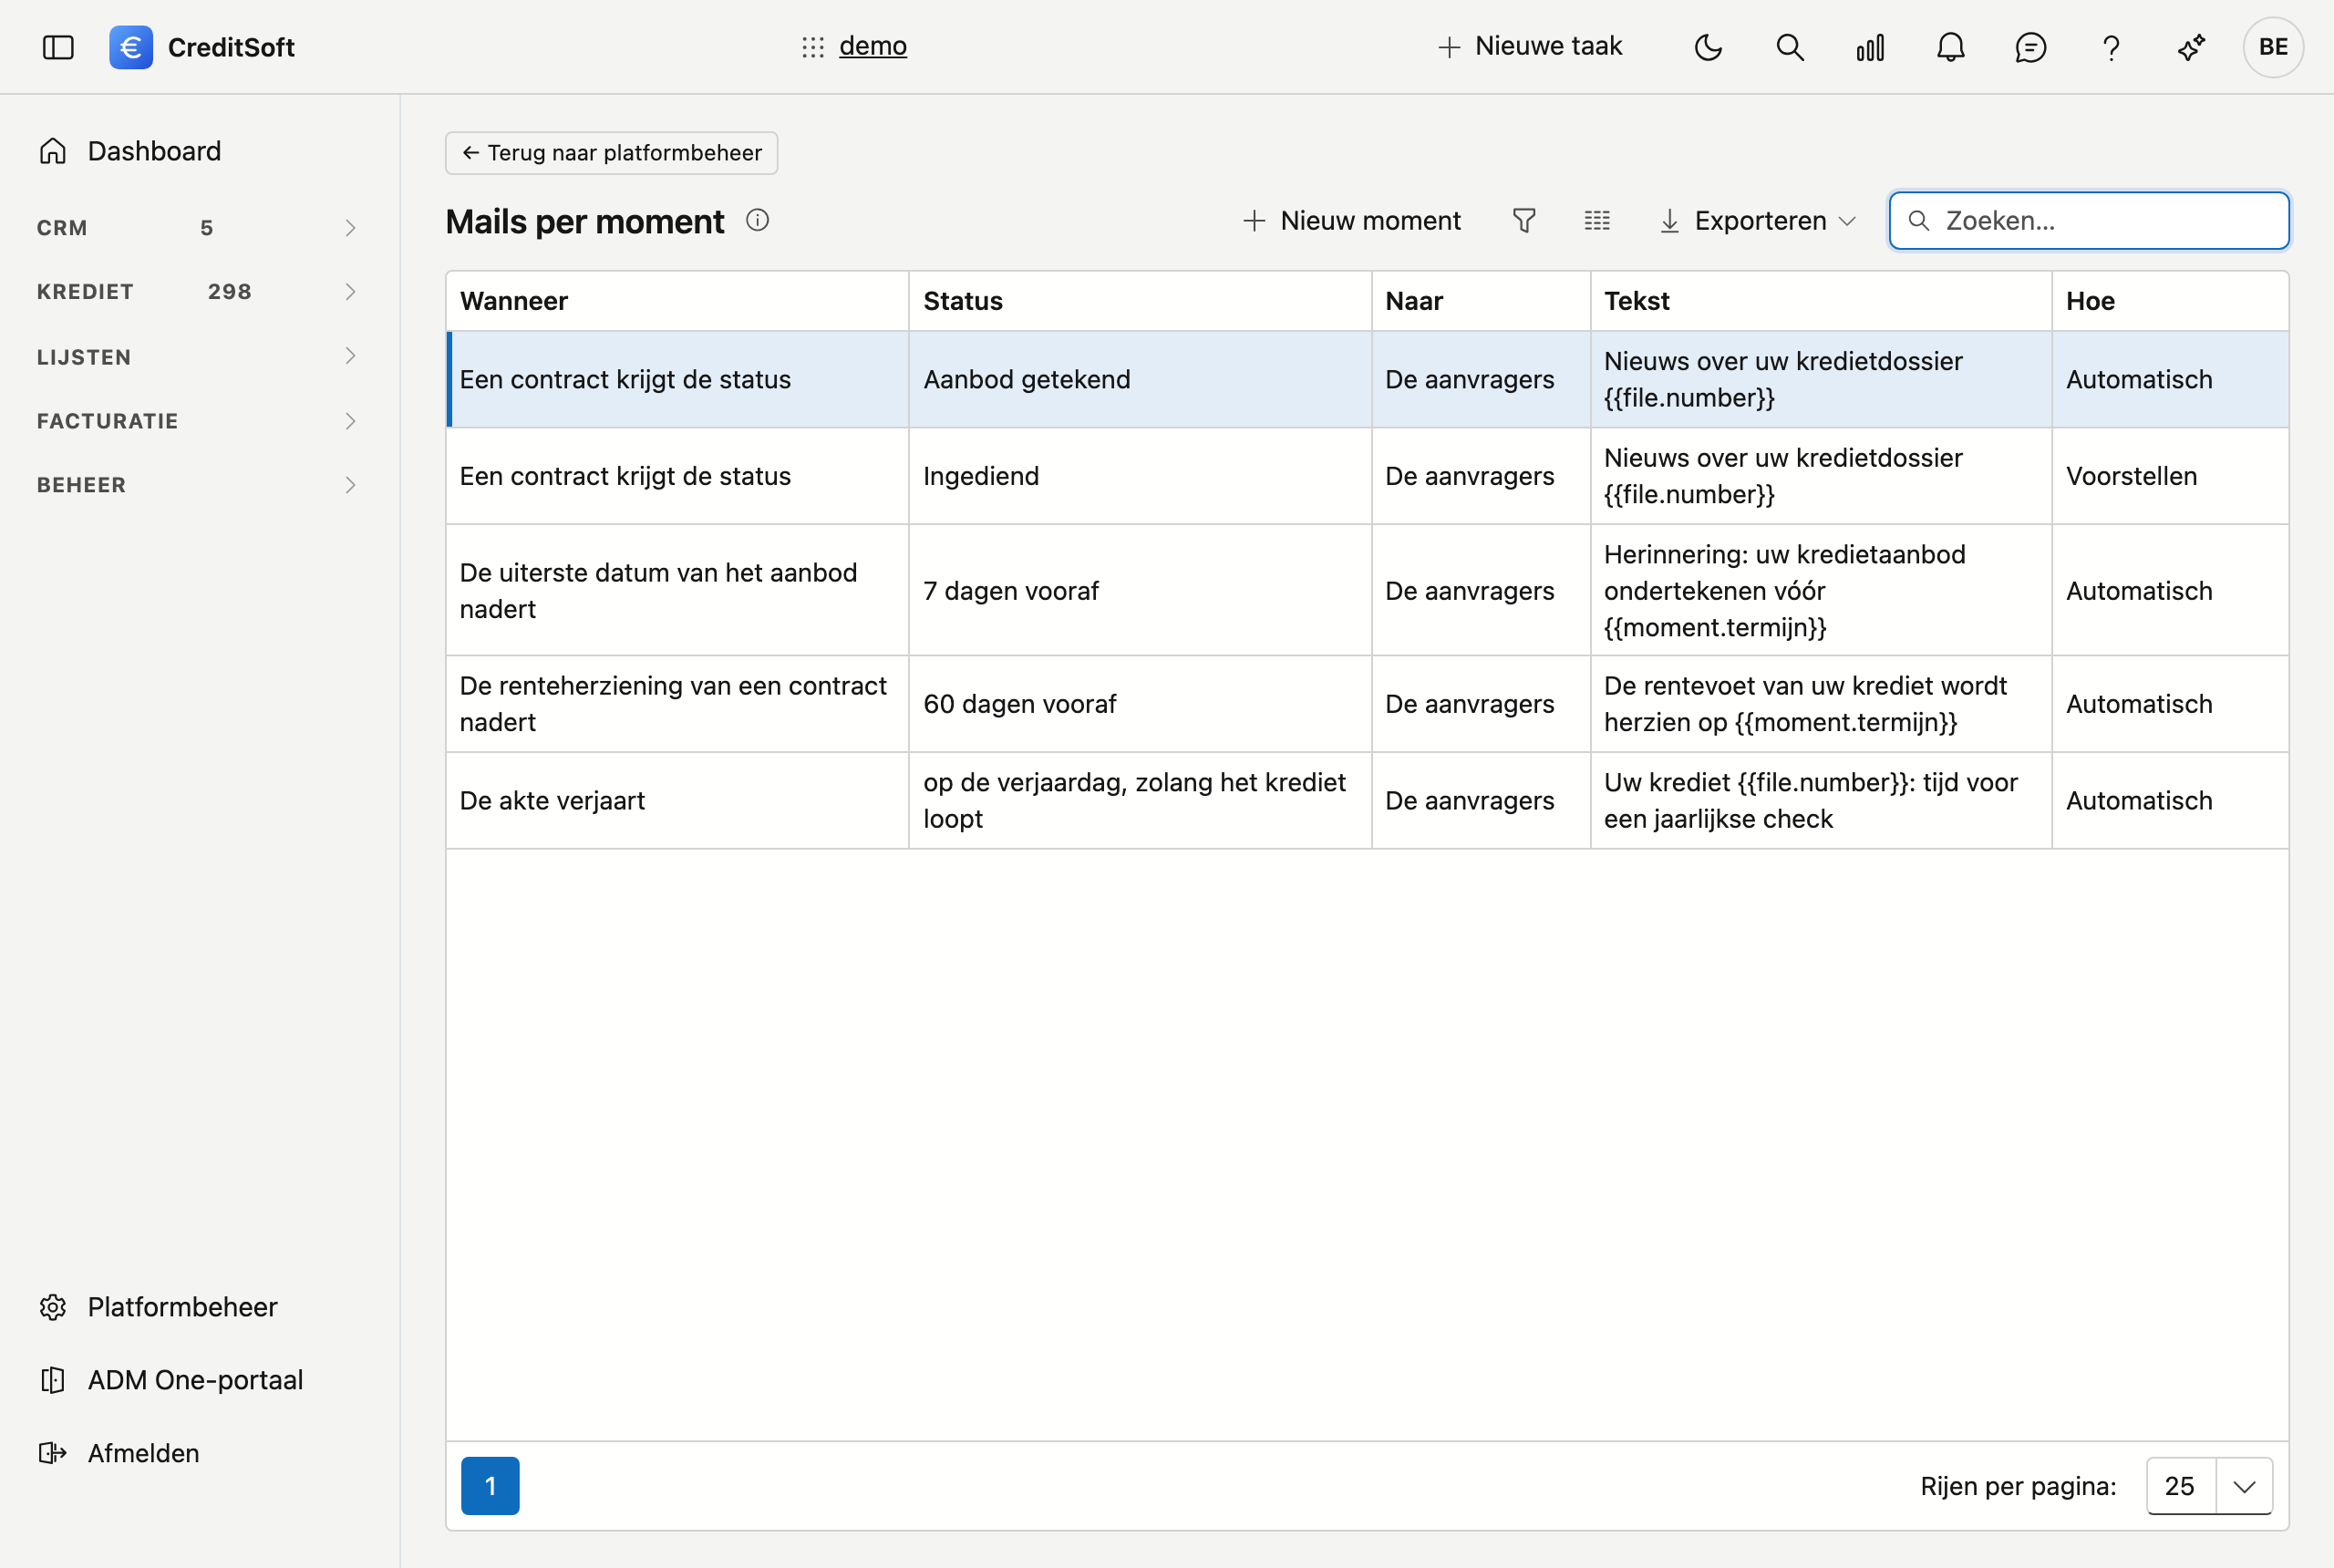 CreditSoft
demo
Nieuwe taak
BE
Dashboard
CRM 5
KREDIET 298
LIJSTEN
FACTURATIE
BEHEER
Platformbeheer
ADM One-portaal
Afmelden
← Terug naar platformbeheer
Mails per moment
Nieuw moment
Exporteren
Zoeken...
Wanneer Status Naar Tekst Hoe
Een contract krijgt de status Aanbod getekend De aanvragers Nieuws over uw kredietdossier
{{file.number}} Automatisch
Een contract krijgt de status Ingediend De aanvragers Nieuws over uw kredietdossier
{{file.number}} Voorstellen
De uiterste datum van het aanbod
nadert
7 dagen vooraf
De aanvragers
Herinnering: uw kredietaanbod
ondertekenen vóór
{{moment.termijn}}
Automatisch
De renteherziening van een contract
nadert
60 dagen vooraf
De aanvragers
De rentevoet van uw krediet wordt
herzien op {{moment.termijn}}
Automatisch
De akte verjaart
op de verjaardag, zolang het krediet
loopt
De aanvragers
Uw krediet {{file.number}}: tijd voor
een jaarlijkse check
Automatisch
1
Rijen per pagina: 25